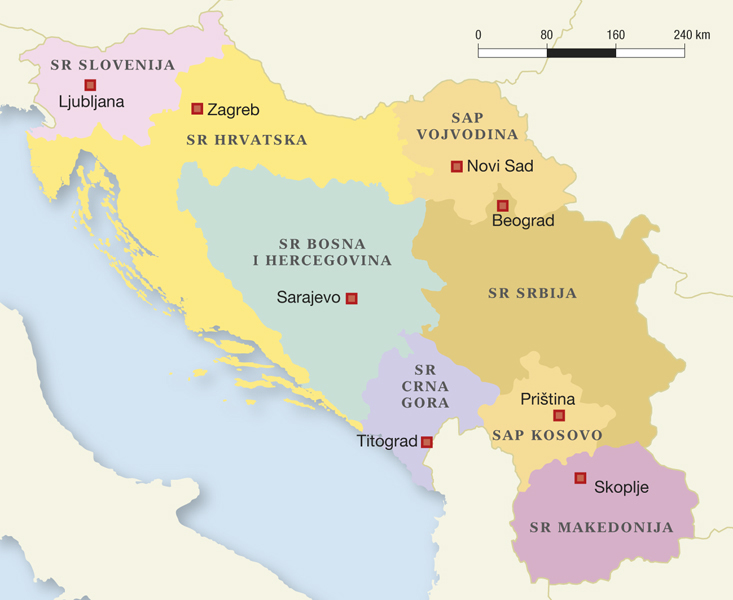 0 80 160 240 km
SR SLOVENIJA
Ljubljana
Zagreb
SR HRVATSKA
SAP
VOJVODINA
Novi Sad
Beograd
SR BOSNA
I HERCEGOVINA
Sarajevo
SR SRBIJA
SR
CRNA
GORA
Titograd
Priština
SAP KOSOVO
Skoplje
SR MAKEDONIJA